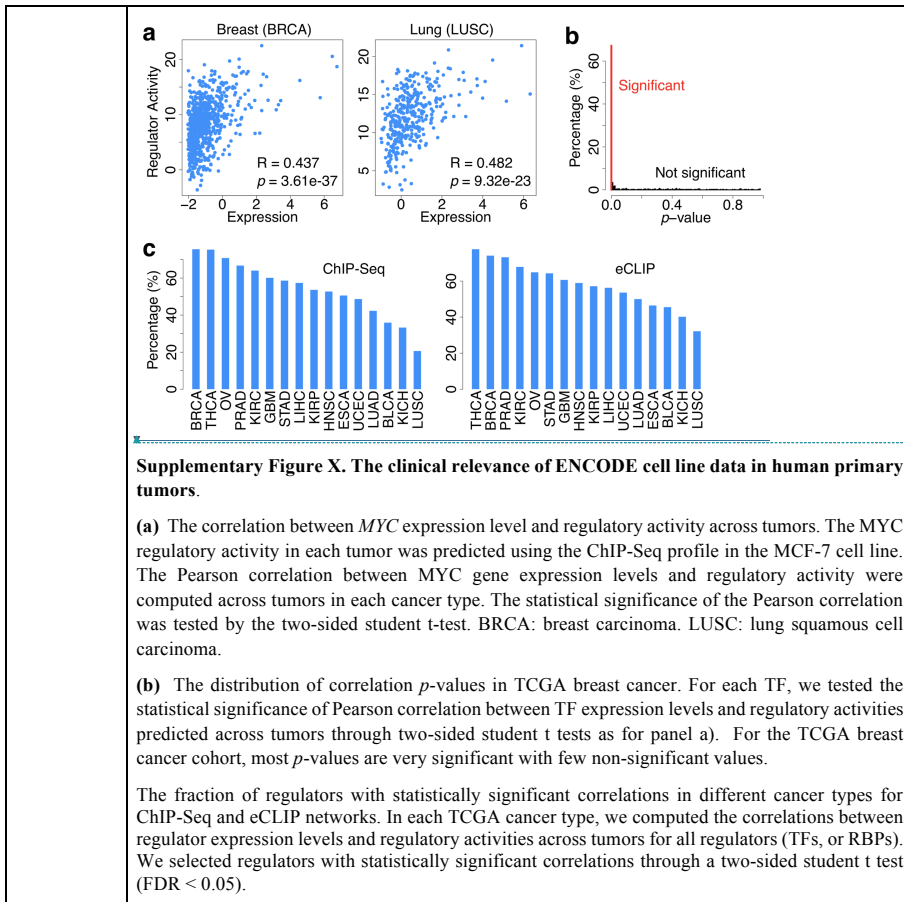 a
Breast (BRCA)
Lung (LUSC)
b
Regulator Activity
0
10
20
R = 0.437
p = 3.61e-37
−2
0
2
4
6
Expression
5
10
15
20
R = 0.482
p = 9.32e-23
0
2
4
6
Expression
Percentage (%)
0
20
40
60
Significant
Not significant
0.0
0.4
0.8
p−value
c
Percentage (%)
0
20
40
60
ChIP-Seq
BRCA
THCA
OV
PRAD
KIRC
GBM
STAD
LIHC
KIRP
HNSC
ESCA
UCEC
LUAD
BLCA
KICH
LUSC
0
20
40
60
eCLIP
THCA
BRCA
PRAD
KIRC
OV
STAD
GBM
HNSC
KIRP
LIHC
UCEC
LUAD
ESCA
BLCA
KICH
LUSC
Supplementary Figure X. The clinical relevance of ENCODE cell line data in human primary
tumors.
(a) The correlation between MYC expression level and regulatory activity across tumors. The MYC
regulatory activity in each tumor was predicted using the ChIP-Seq profile in the MCF-7 cell line.
The Pearson correlation between MYC gene expression levels and regulatory activity were
computed across tumors in each cancer type. The statistical significance of the Pearson correlation
was tested by the two-sided student t-test. BRCA: breast carcinoma. LUSC: lung squamous cell
carcinoma.
(b) The distribution of correlation p-values in TCGA breast cancer. For each TF, we tested the
statistical significance of Pearson correlation between TF expression levels and regulatory activities
predicted across tumors through two-sided student t tests as for panel a). For the TCGA breast
cancer cohort, most p-values are very significant with few non-significant values.
The fraction of regulators with statistically significant correlations in different cancer types for
ChIP-Seq and eCLIP networks. In each TCGA cancer type, we computed the correlations between
regulator expression levels and regulatory activities across tumors for all regulators (TFs, or RBPs).
We selected regulators with statistically significant correlations through a two-sided student t test
(FDR < 0.05).